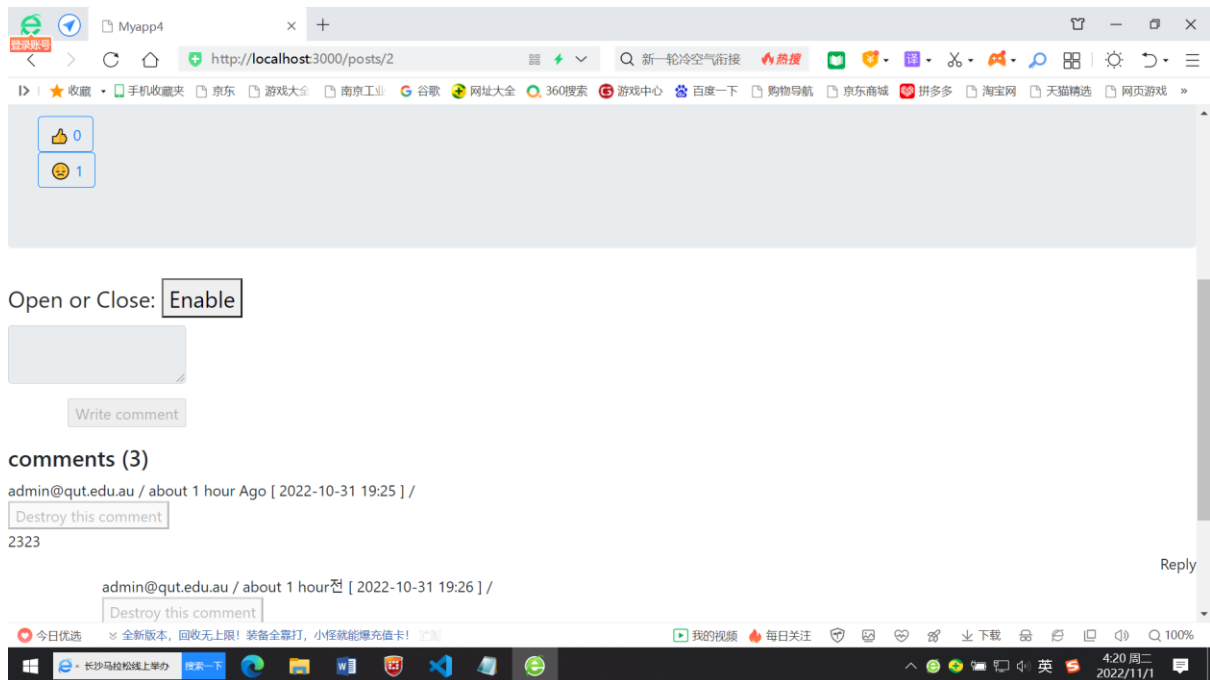 Myapp4
登录账号
http://localhost:3000/posts/2
新一轮冷空气衔接
热搜
译
收藏 手机收藏夹 京东 游戏大全 南京工业 谷歌 网址大全 360搜索 游戏中心 百度一下 购物导航 京东商城 拼多多 淘宝网 天猫精选 网页游戏 »
0
1
Open or Close: Enable
Write comment
comments (3)
admin@qut.edu.au / about 1 hour Ago [ 2022-10-31 19:25 ] /
Destroy this comment
2323
Reply
admin@qut.edu.au / about 1 hour전 [ 2022-10-31 19:26 ] /
Destroy this comment
今日优选 全新版本，回收无上限！装备全靠打，小怪就能爆充值卡！ 我的视频 每日关注 下载 100%
长沙马拉松线上举办 搜索一下 英 4:20 周二
2022/11/1